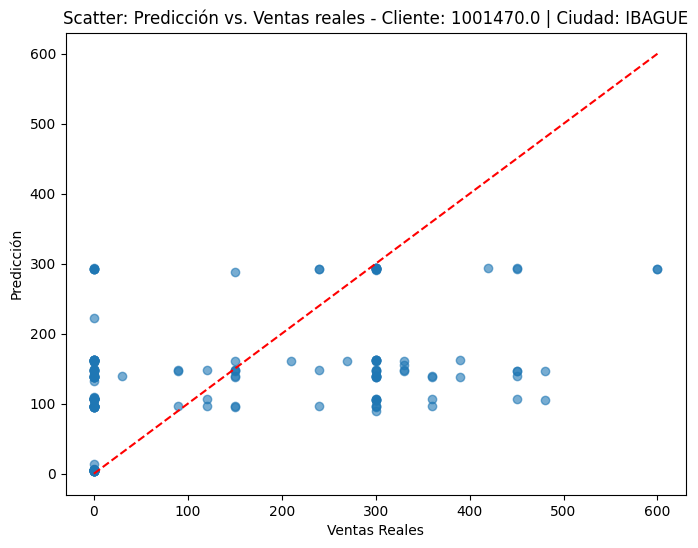 Scatter: Predicción vs. Ventas reales - Cliente: 1001470.0 | Ciudad: IBAGUE
600
500
400
300
200
100
0
Predicción
0 100 200 300 400 500 600
Ventas Reales